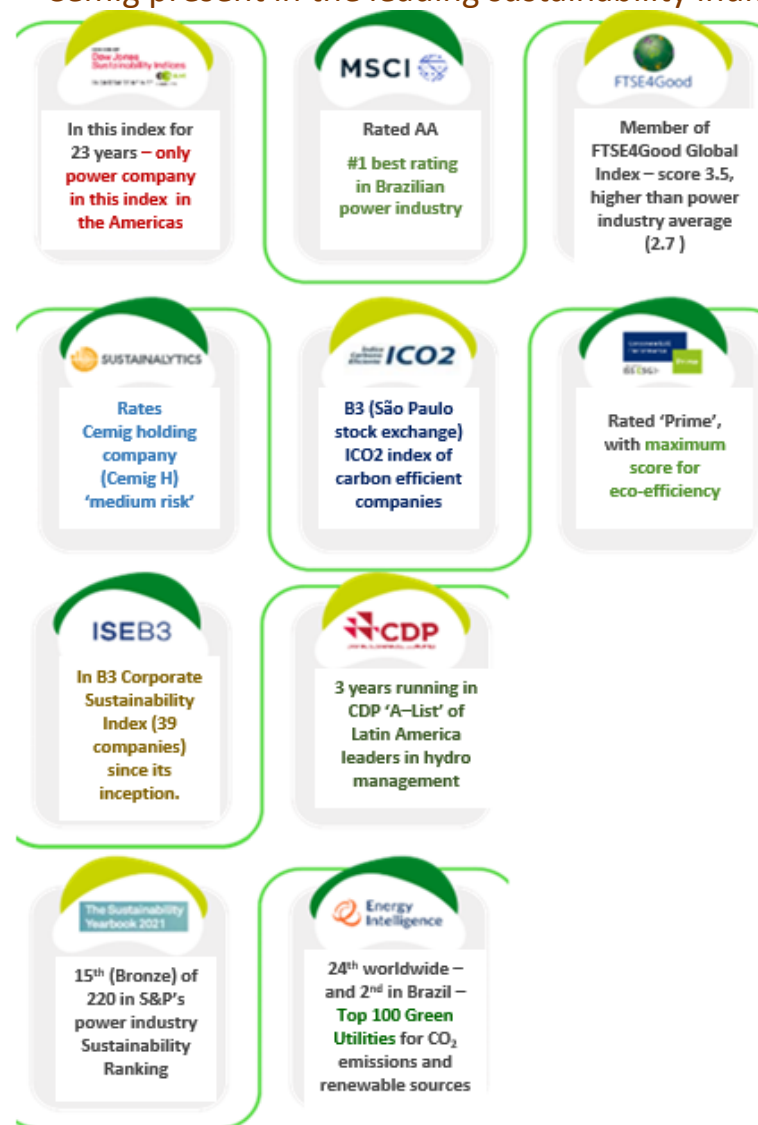 Cemig present in the leading sustainability
Dow Jones
Sustainability Indices
In this index for
23 years – only
power company
in this index in
the Americas
MSCI
Rated AA
#1 best rating
in Brazilian
power industry
FTSE4Good
Member of
FTSE4Good Global
Index – score 3.5,
higher than power
industry average
(2.7 )
SUSTAINALYTICS
Rates
Cemig holding
company
(Cemig H)
‘medium risk’
ICO2
B3 (São Paulo
stock exchange)
ICO2 index of
carbon efficient
companies
Rated ‘Prime’,
with maximum
score for
eco-efficiency
ISEB3
In B3 Corporate
Sustainability
Index (39
companies)
since its
inception.
CDP
3 years running in
CDP ‘A–List’ of
Latin America
leaders in hydro
management
The Sustainability
Yearbook 2021
15th (Bronze) of
220 in S&P’s
power industry
Sustainability
Ranking
Energy
Intelligence
24th worldwide –
and 2nd in Brazil –
Top 100 Green
Utilities for CO₂
emissions and
renewable sources